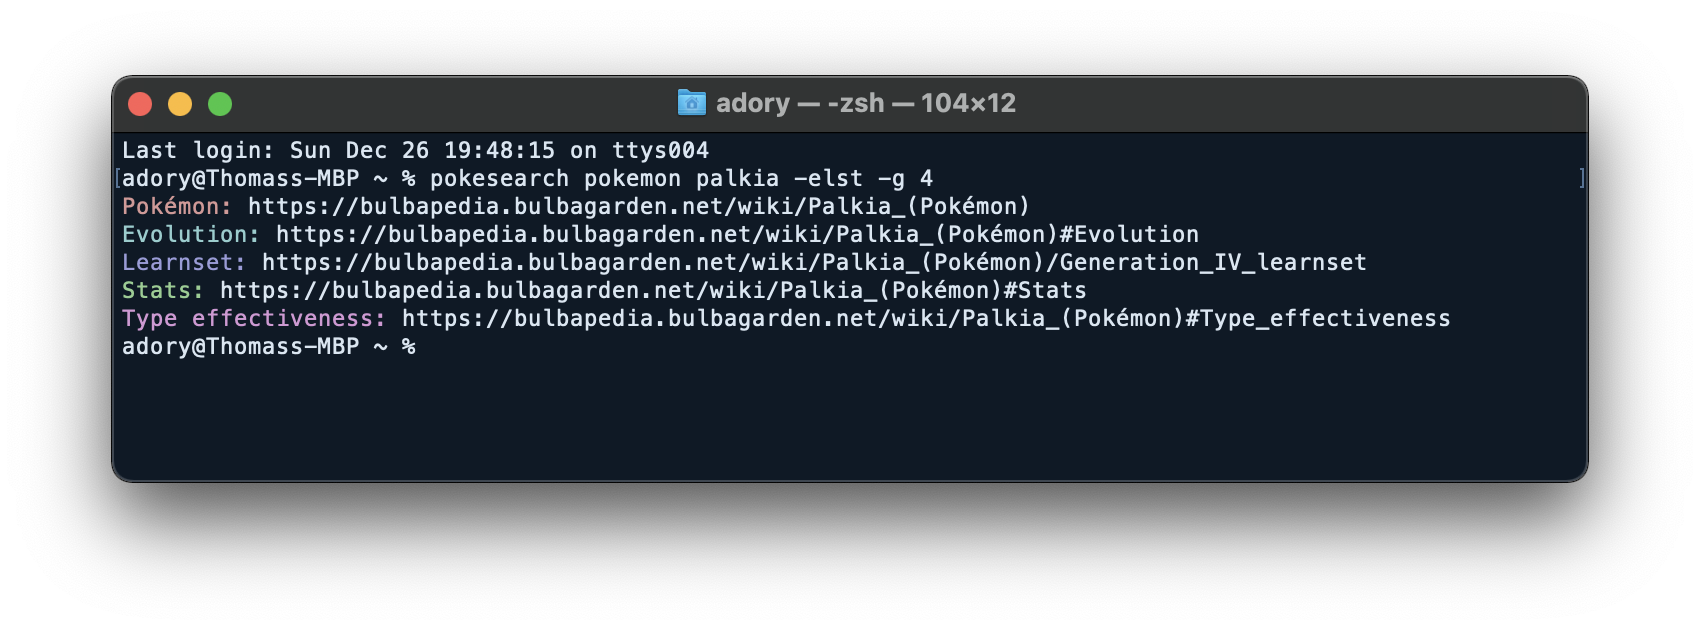 adory — -zsh — 104×12
Last login: Sun Dec 26 19:48:15 on ttys004
[adory@Thomass-MBP ~ % pokesearch pokemon palkia -elst -g 4]
Pokémon: https://bulbapedia.bulbagarden.net/wiki/Palkia_(Pokémon)
Evolution: https://bulbapedia.bulbagarden.net/wiki/Palkia_(Pokémon)#Evolution
Learnset: https://bulbapedia.bulbagarden.net/wiki/Palkia_(Pokémon)/Generation_IV_learnset
Stats: https://bulbapedia.bulbagarden.net/wiki/Palkia_(Pokémon)#Stats
Type effectiveness: https://bulbapedia.bulbagarden.net/wiki/Palkia_(Pokémon)#Type_effectiveness
adory@Thomass-MBP ~ %